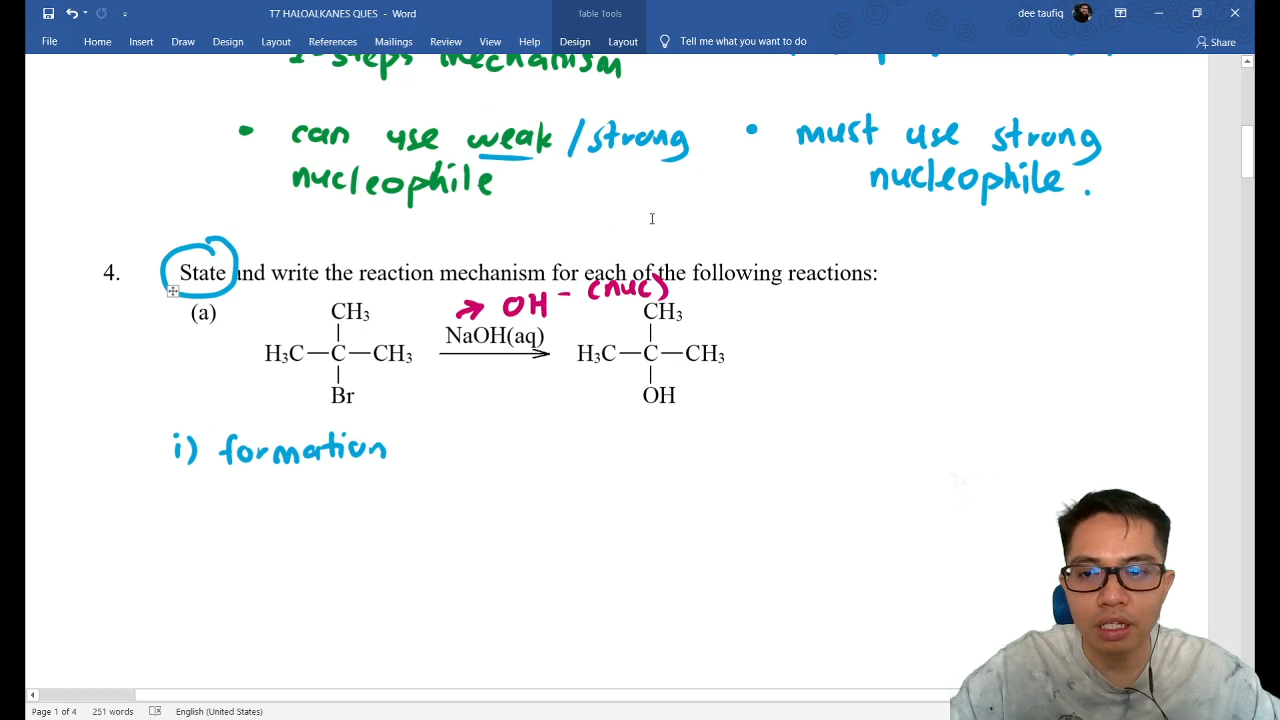 T7 HALOALKANES QUES - Word
Table Tools
dee taufiq
File Home Insert Draw Design Layout References Mailings Review View Help Design Layout Tell me what you want to do Share
2-steps mechanism
• can use weak / strong
nucleophile
• must use strong
nucleophile.
4. State and write the reaction mechanism for each of the following reactions:
→ OH⁻ (nuc)
(a) CH₃ CH₃
NaOH(aq)
H₃C—C—CH₃ H₃C—C—CH₃
Br OH
i) formation
Page 1 of 4 251 words English (United States)